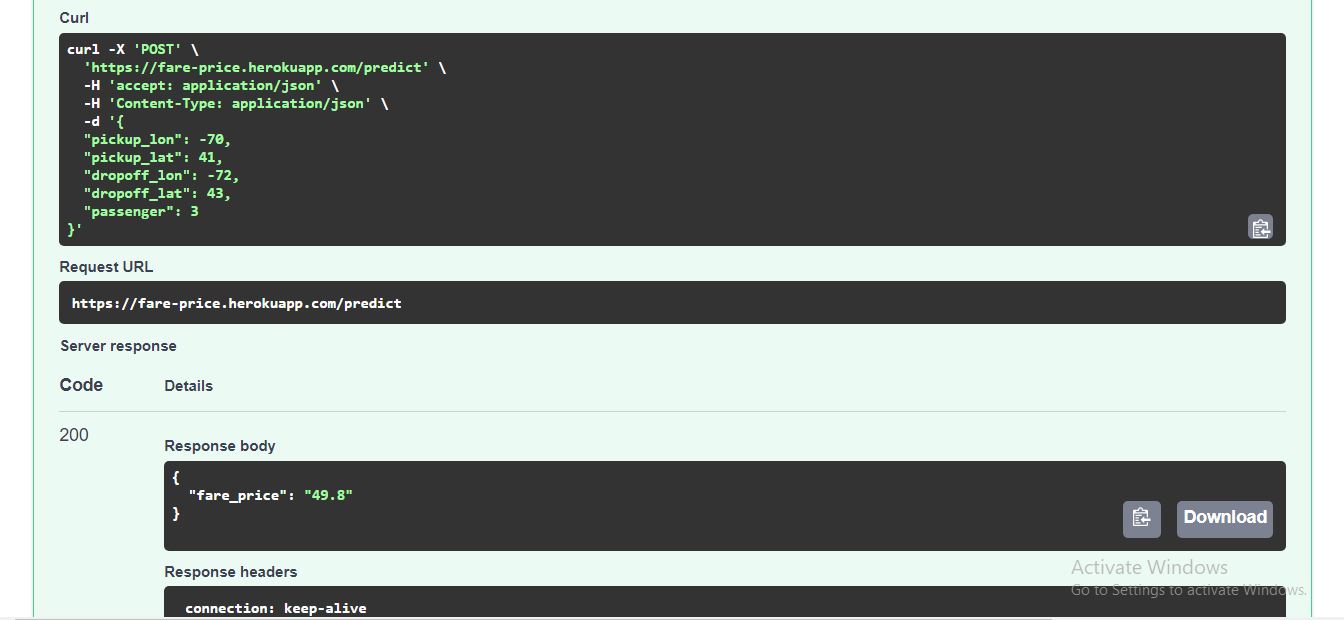 Curl
curl -X 'POST' \
'https://fare-price.herokuapp.com/predict' \
-H 'accept: application/json' \
-H 'Content-Type: application/json' \
-d '{
"pickup_lon": -70,
"pickup_lat": 41,
"dropoff_lon": -72,
"dropoff_lat": 43,
"passenger": 3
}'
Request URL
https://fare-price.herokuapp.com/predict
Server response
Code Details
200
Response body
{
"fare_price": "49.8"
}
Download
Response headers
Activate Windows
Go to Settings to activate Windows.
connection: keep-alive